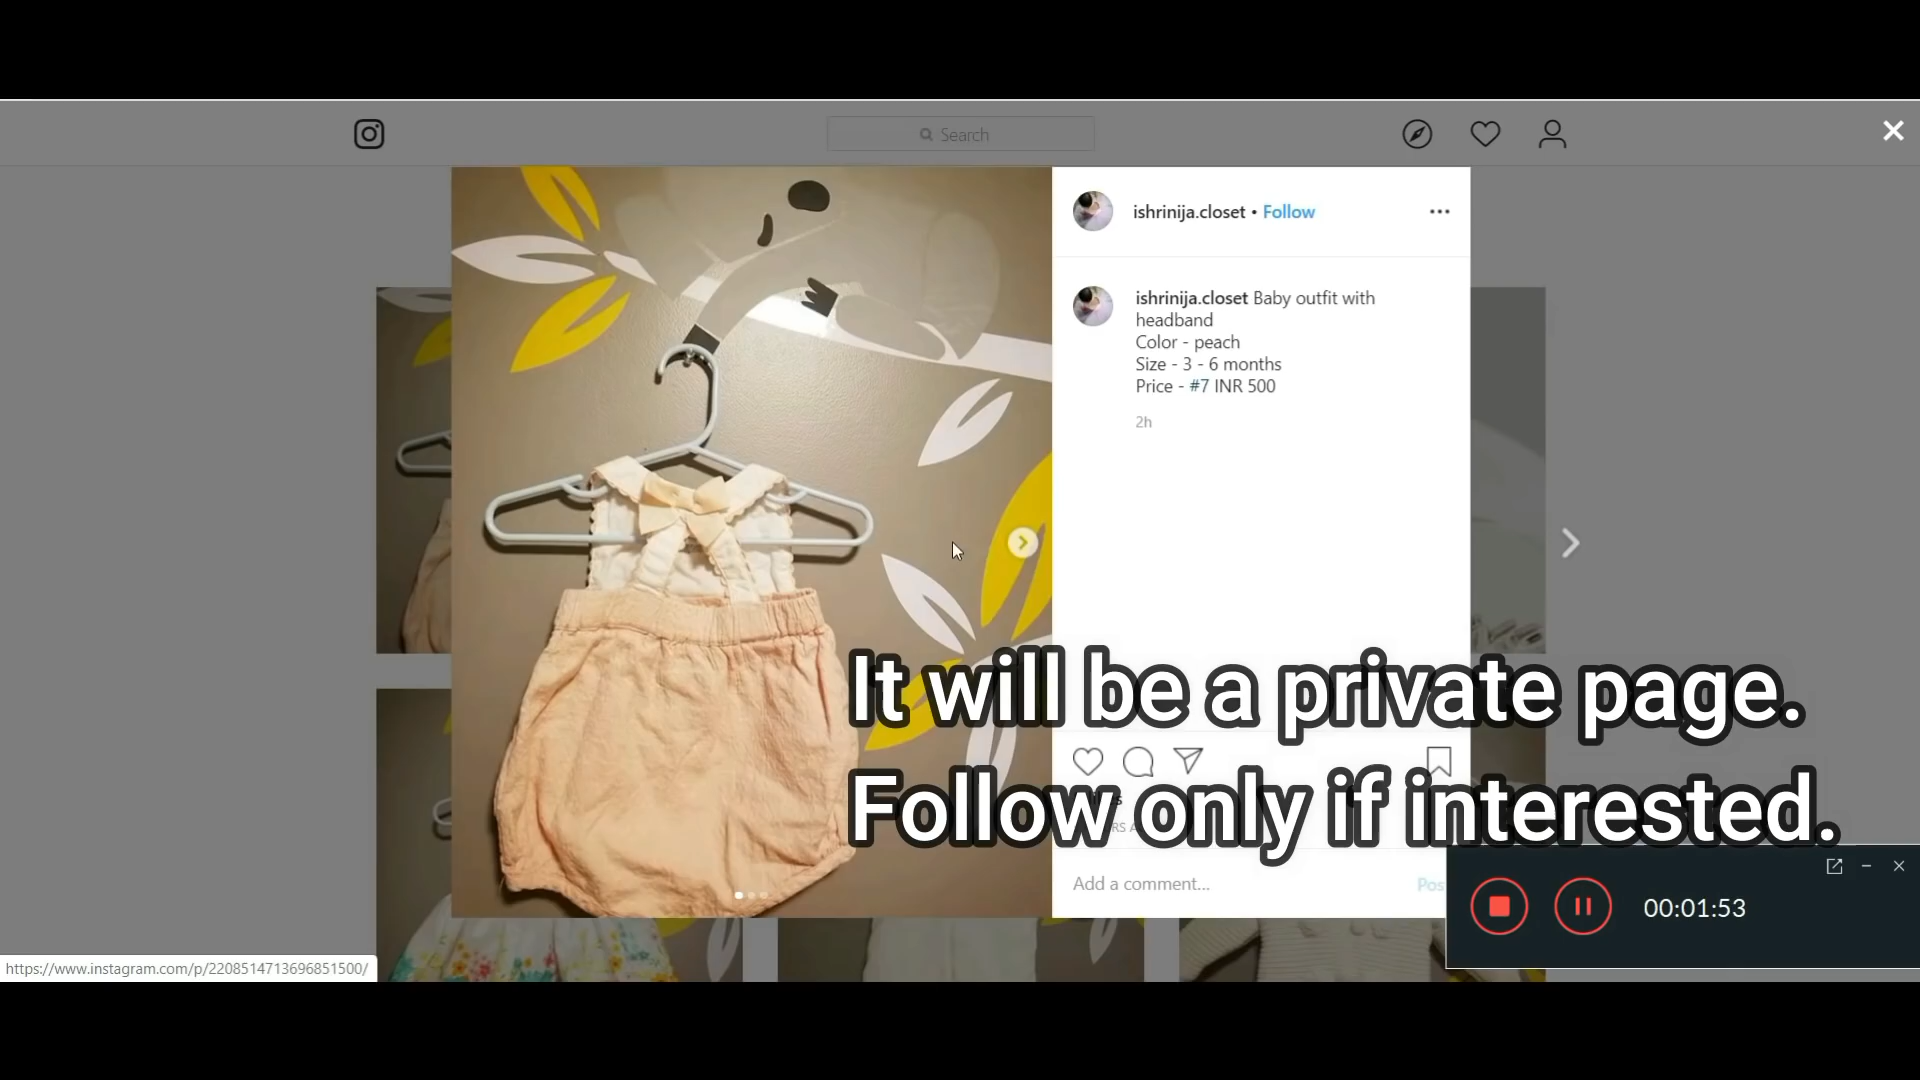 Search
ishrinija.closet • Follow
ishrinija.closet Baby outfit with
headband
Color - peach
Size - 3 - 6 months
Price - #7 INR 500
2h
It will be a private page.
Follow only if interested.
Add a comment...
00:01:53
https://www.instagram.com/p/2208514713696851500/